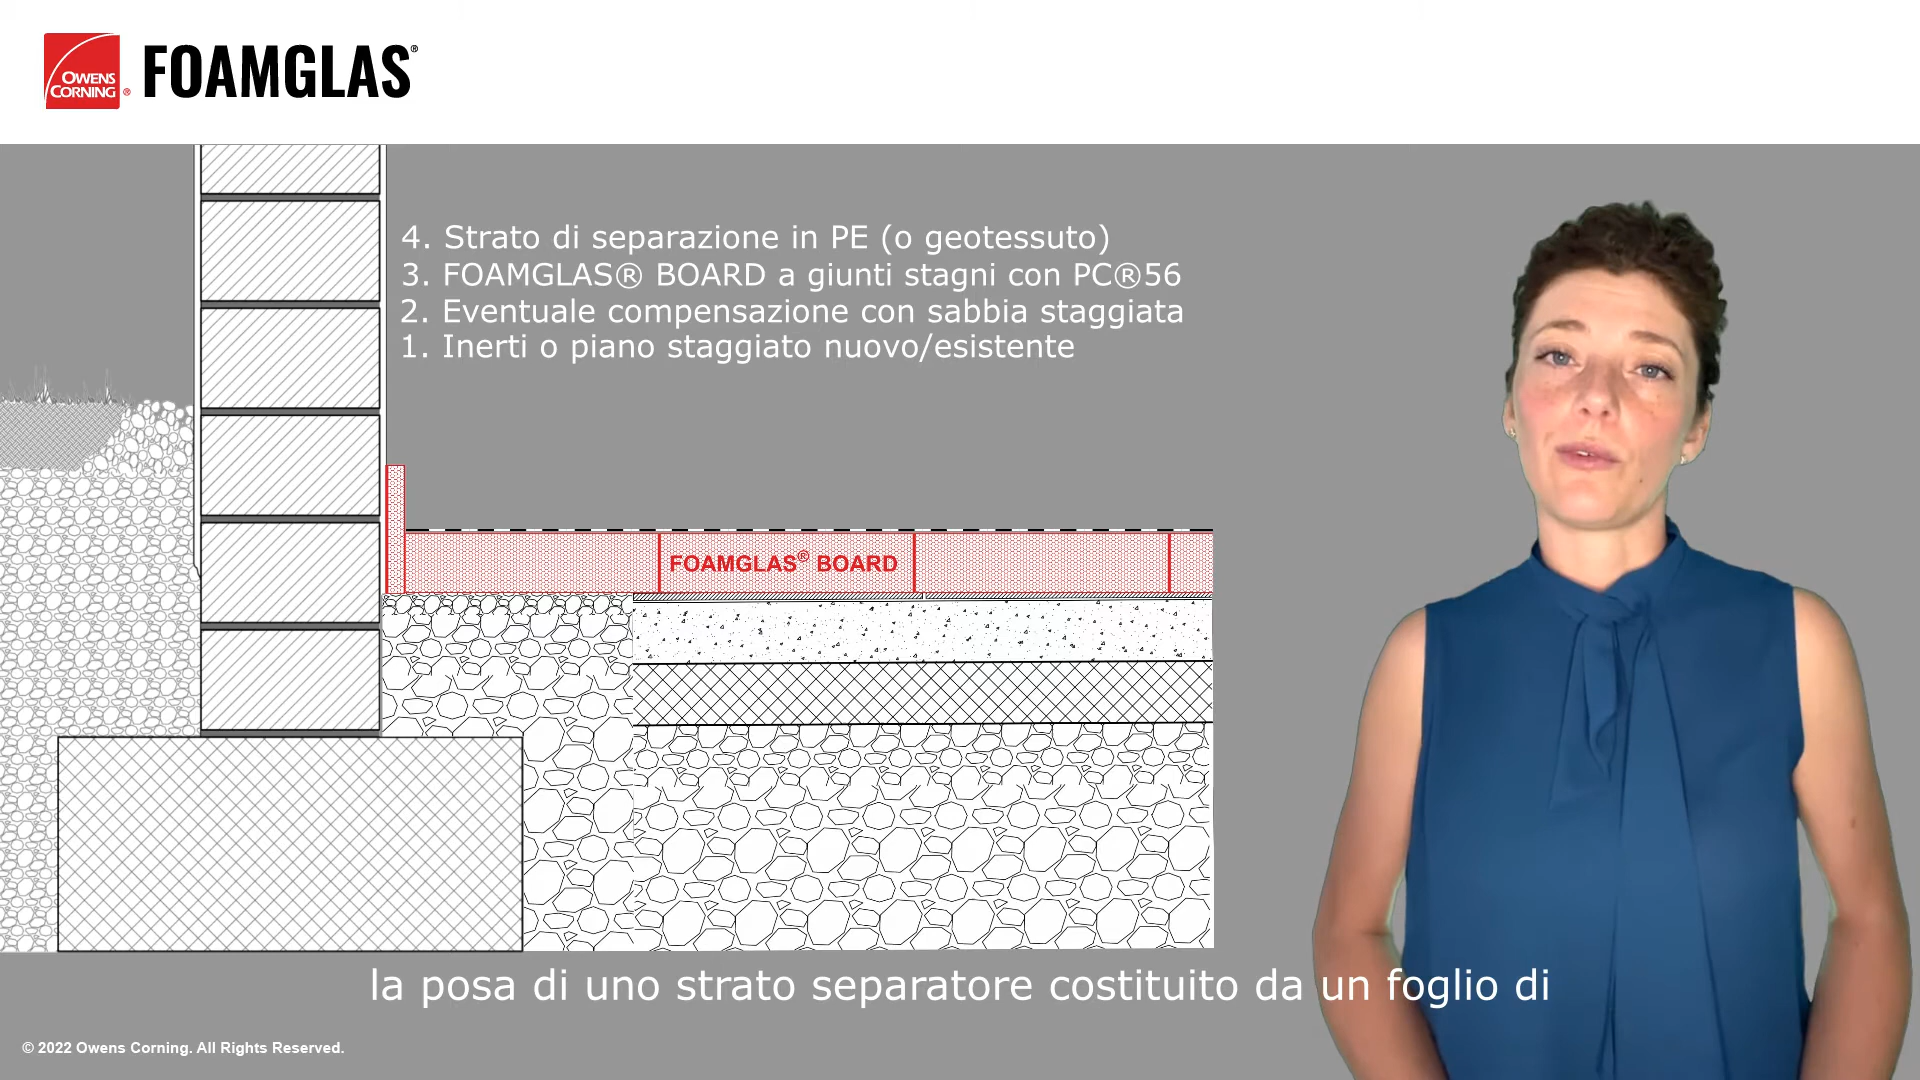 OWENS
CORNING® FOAMGLAS®
4. Strato di separazione in PE (o geotessuto)
3. FOAMGLAS® BOARD a giunti stagni con PC®56
2. Eventuale compensazione con sabbia staggiata
1. Inerti o piano staggiato nuovo/esistente
FOAMGLAS® BOARD
la posa di uno strato separatore costituito da un foglio di
© 2022 Owens Corning. All Rights Reserved.